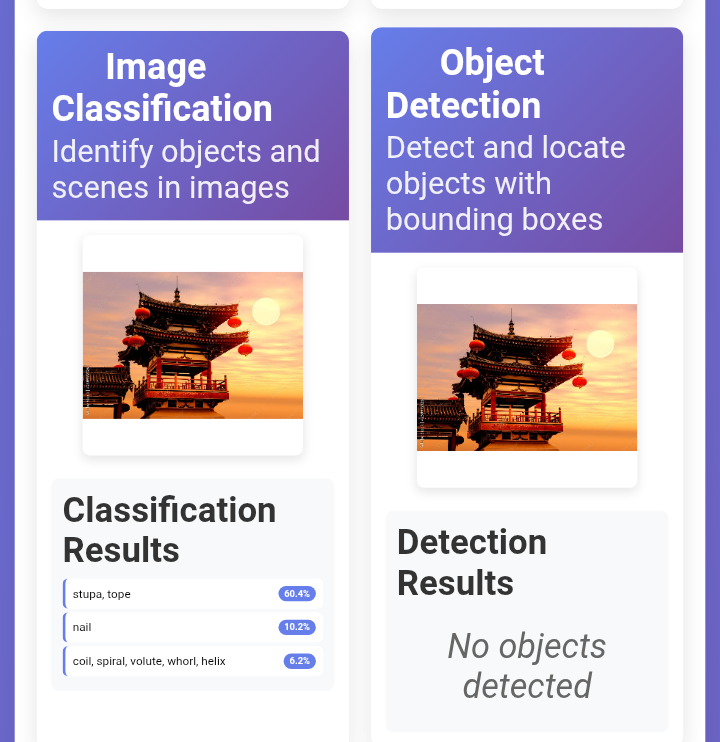 Image
Classification
Identify objects and
scenes in images
Classification
Results
stupa, tope
60.4%
nail
10.2%
coil, spiral, volute, whorl, helix
6.2%
Object
Detection
Detect and locate
objects with
bounding boxes
Detection
Results
No objects
detected